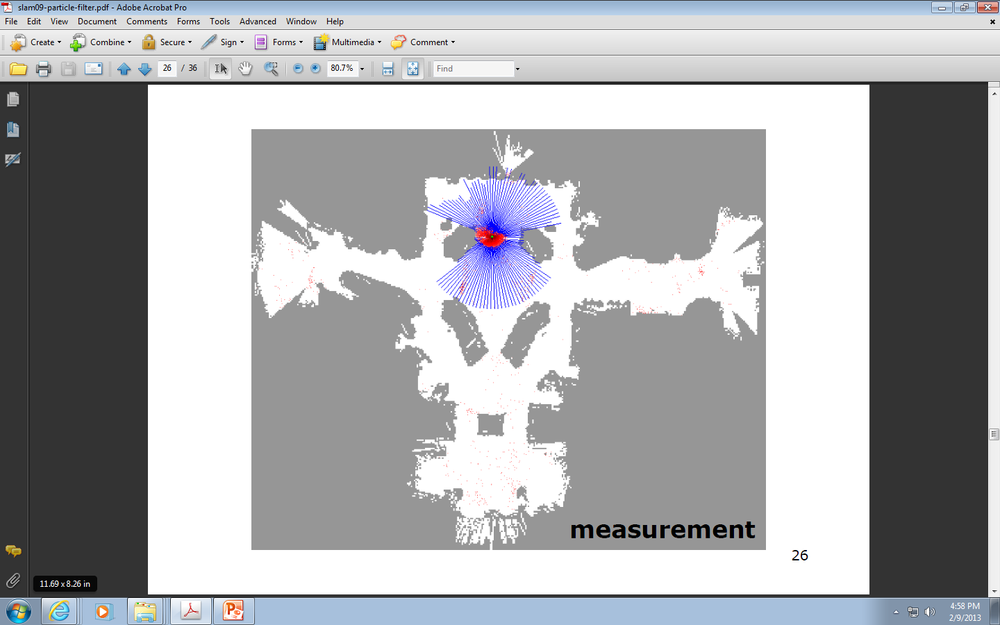 slam09-particle-filter.pdf - Adobe Acrobat Pro
File Edit View Document Comments Forms Tools Advanced Window Help
Create Combine Secure Sign Forms Multimedia Comment
26 / 36 80.7% Find
measurement
26
11.69 x 8.26 in
4:58 PM
2/9/2013